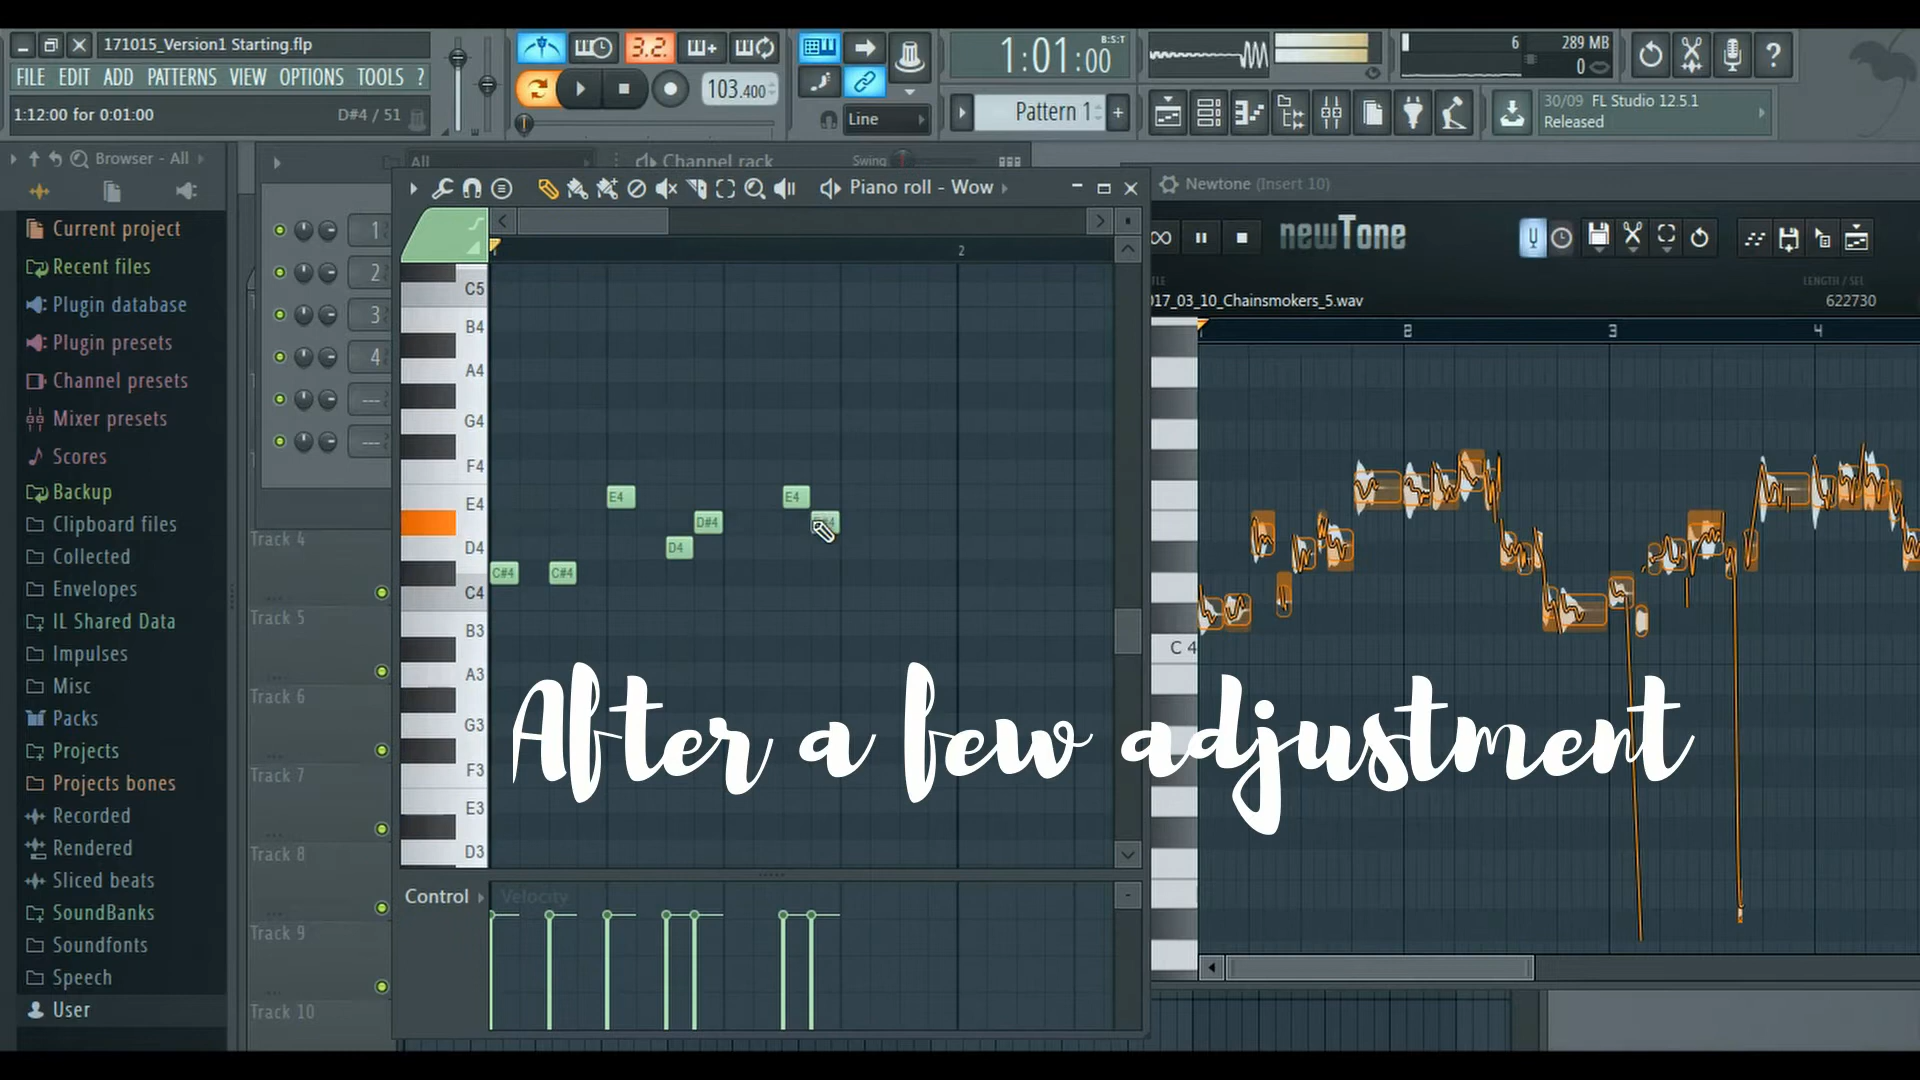 171015_Version1 Starting.flp
FILE EDIT ADD PATTERNS VIEW OPTIONS TOOLS ?
1:12:00 for 0:01:00 D#4 / 51
3.2.
103.400
Line
1:01:00
B:S:T
Pattern 1
+
6
289 MB
0
?
30/09 FL Studio 12.5.1
Released
Browser - All
Current project
Recent files
Plugin database
Plugin presets
Channel presets
Mixer presets
Scores
Backup
Clipboard files
Collected
Envelopes
IL Shared Data
Impulses
Misc
Packs
Projects
Projects bones
Recorded
Rendered
Sliced beats
SoundBanks
Soundfonts
Speech
User
All
Channel rack
Swing
1
2
3
4
---
---
Track 4
Track 5
Track 6
Track 7
Track 8
Track 9
Track 10
Piano roll - Wow
2
C5
B4
A4
G4
F4
E4
D4
C4
B3
A3
G3
F3
E3
D3
C#4
C#4
E4
D4
D#4
E4
Control
Velocity
Newtone (Insert 10)
newTone
LENGTH / SEL
17_03_10_Chainsmokers_5.wav
622730
2 3 4
C 4
After a few adjustment